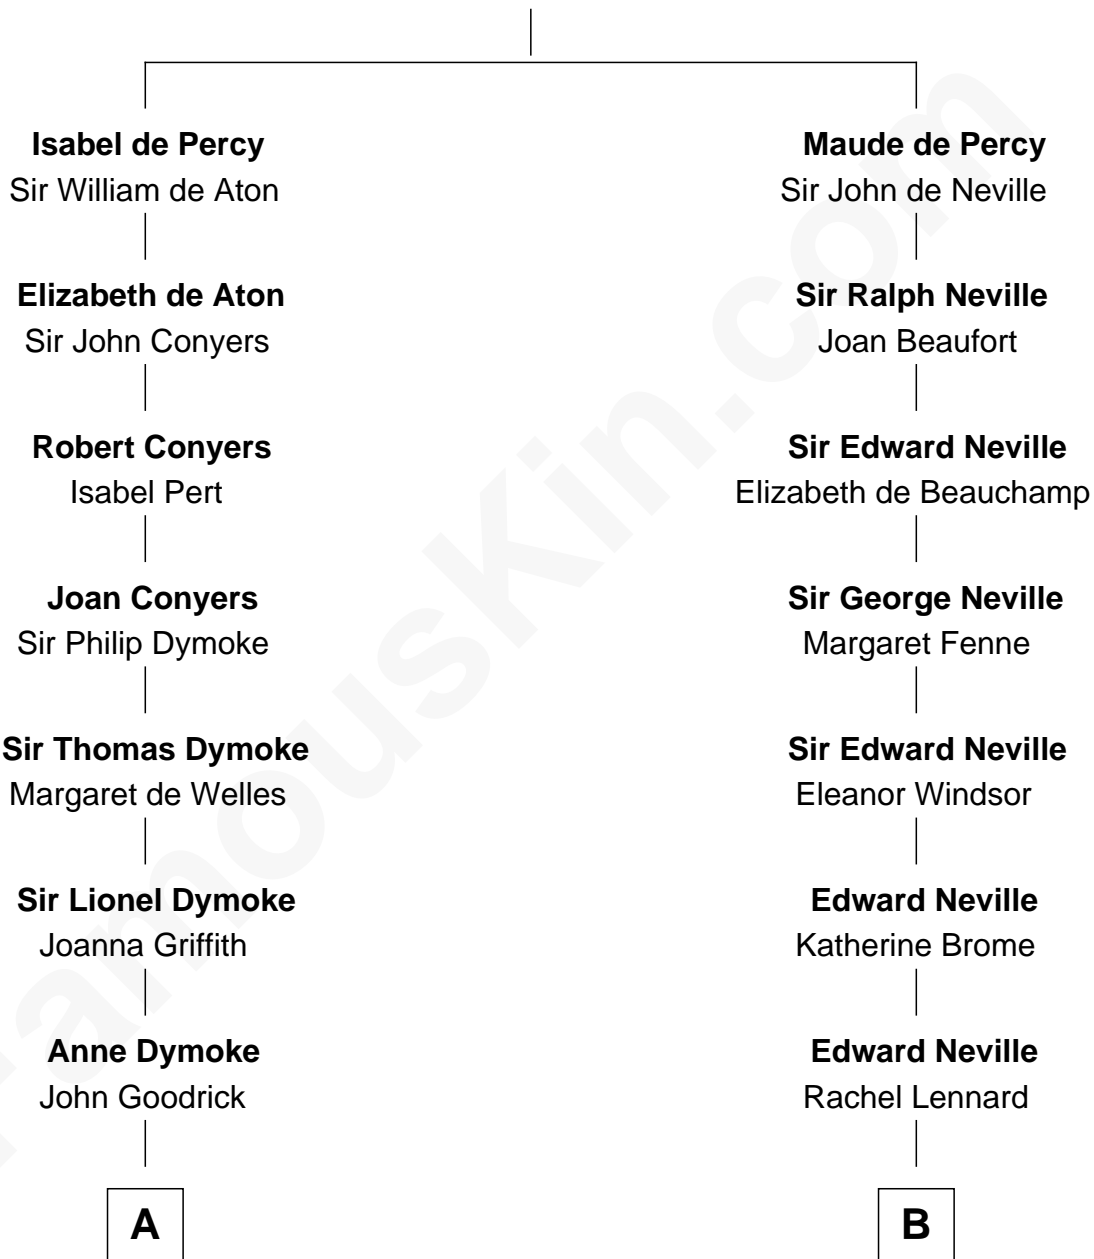 Isabel de Percy
Sir William de Aton
Elizabeth de Aton
Sir John Conyers
Robert Conyers
Isabel Pert
Joan Conyers
Sir Philip Dymoke
Sir Thomas Dymoke
Margaret de Welles
Sir Lionel Dymoke
Joanna Griffith
Anne Dymoke
John Goodrick
A
Maude de Percy
Sir John de Neville
Sir Ralph Neville
Joan Beaufort
Sir Edward Neville
Elizabeth de Beauchamp
Sir George Neville
Margaret Fenne
Sir Edward Neville
Eleanor Windsor
Edward Neville
Katherine Brome
Edward Neville
Rachel Lennard
B
FamousKin.com